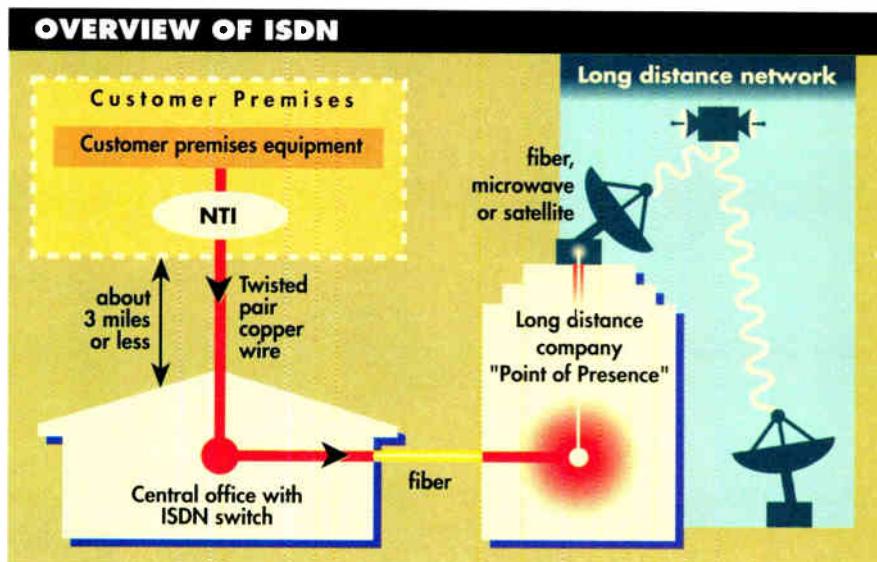 OVERVIEW OF ISDN
Customer Premises
Customer premises equipment
NTI
about
3 miles
or less
Twisted
pair
copper
wire
Central office with
ISDN switch
fiber
Long distance
company
"Point of Presence"
fiber,
microwave
or satellite
Long distance network